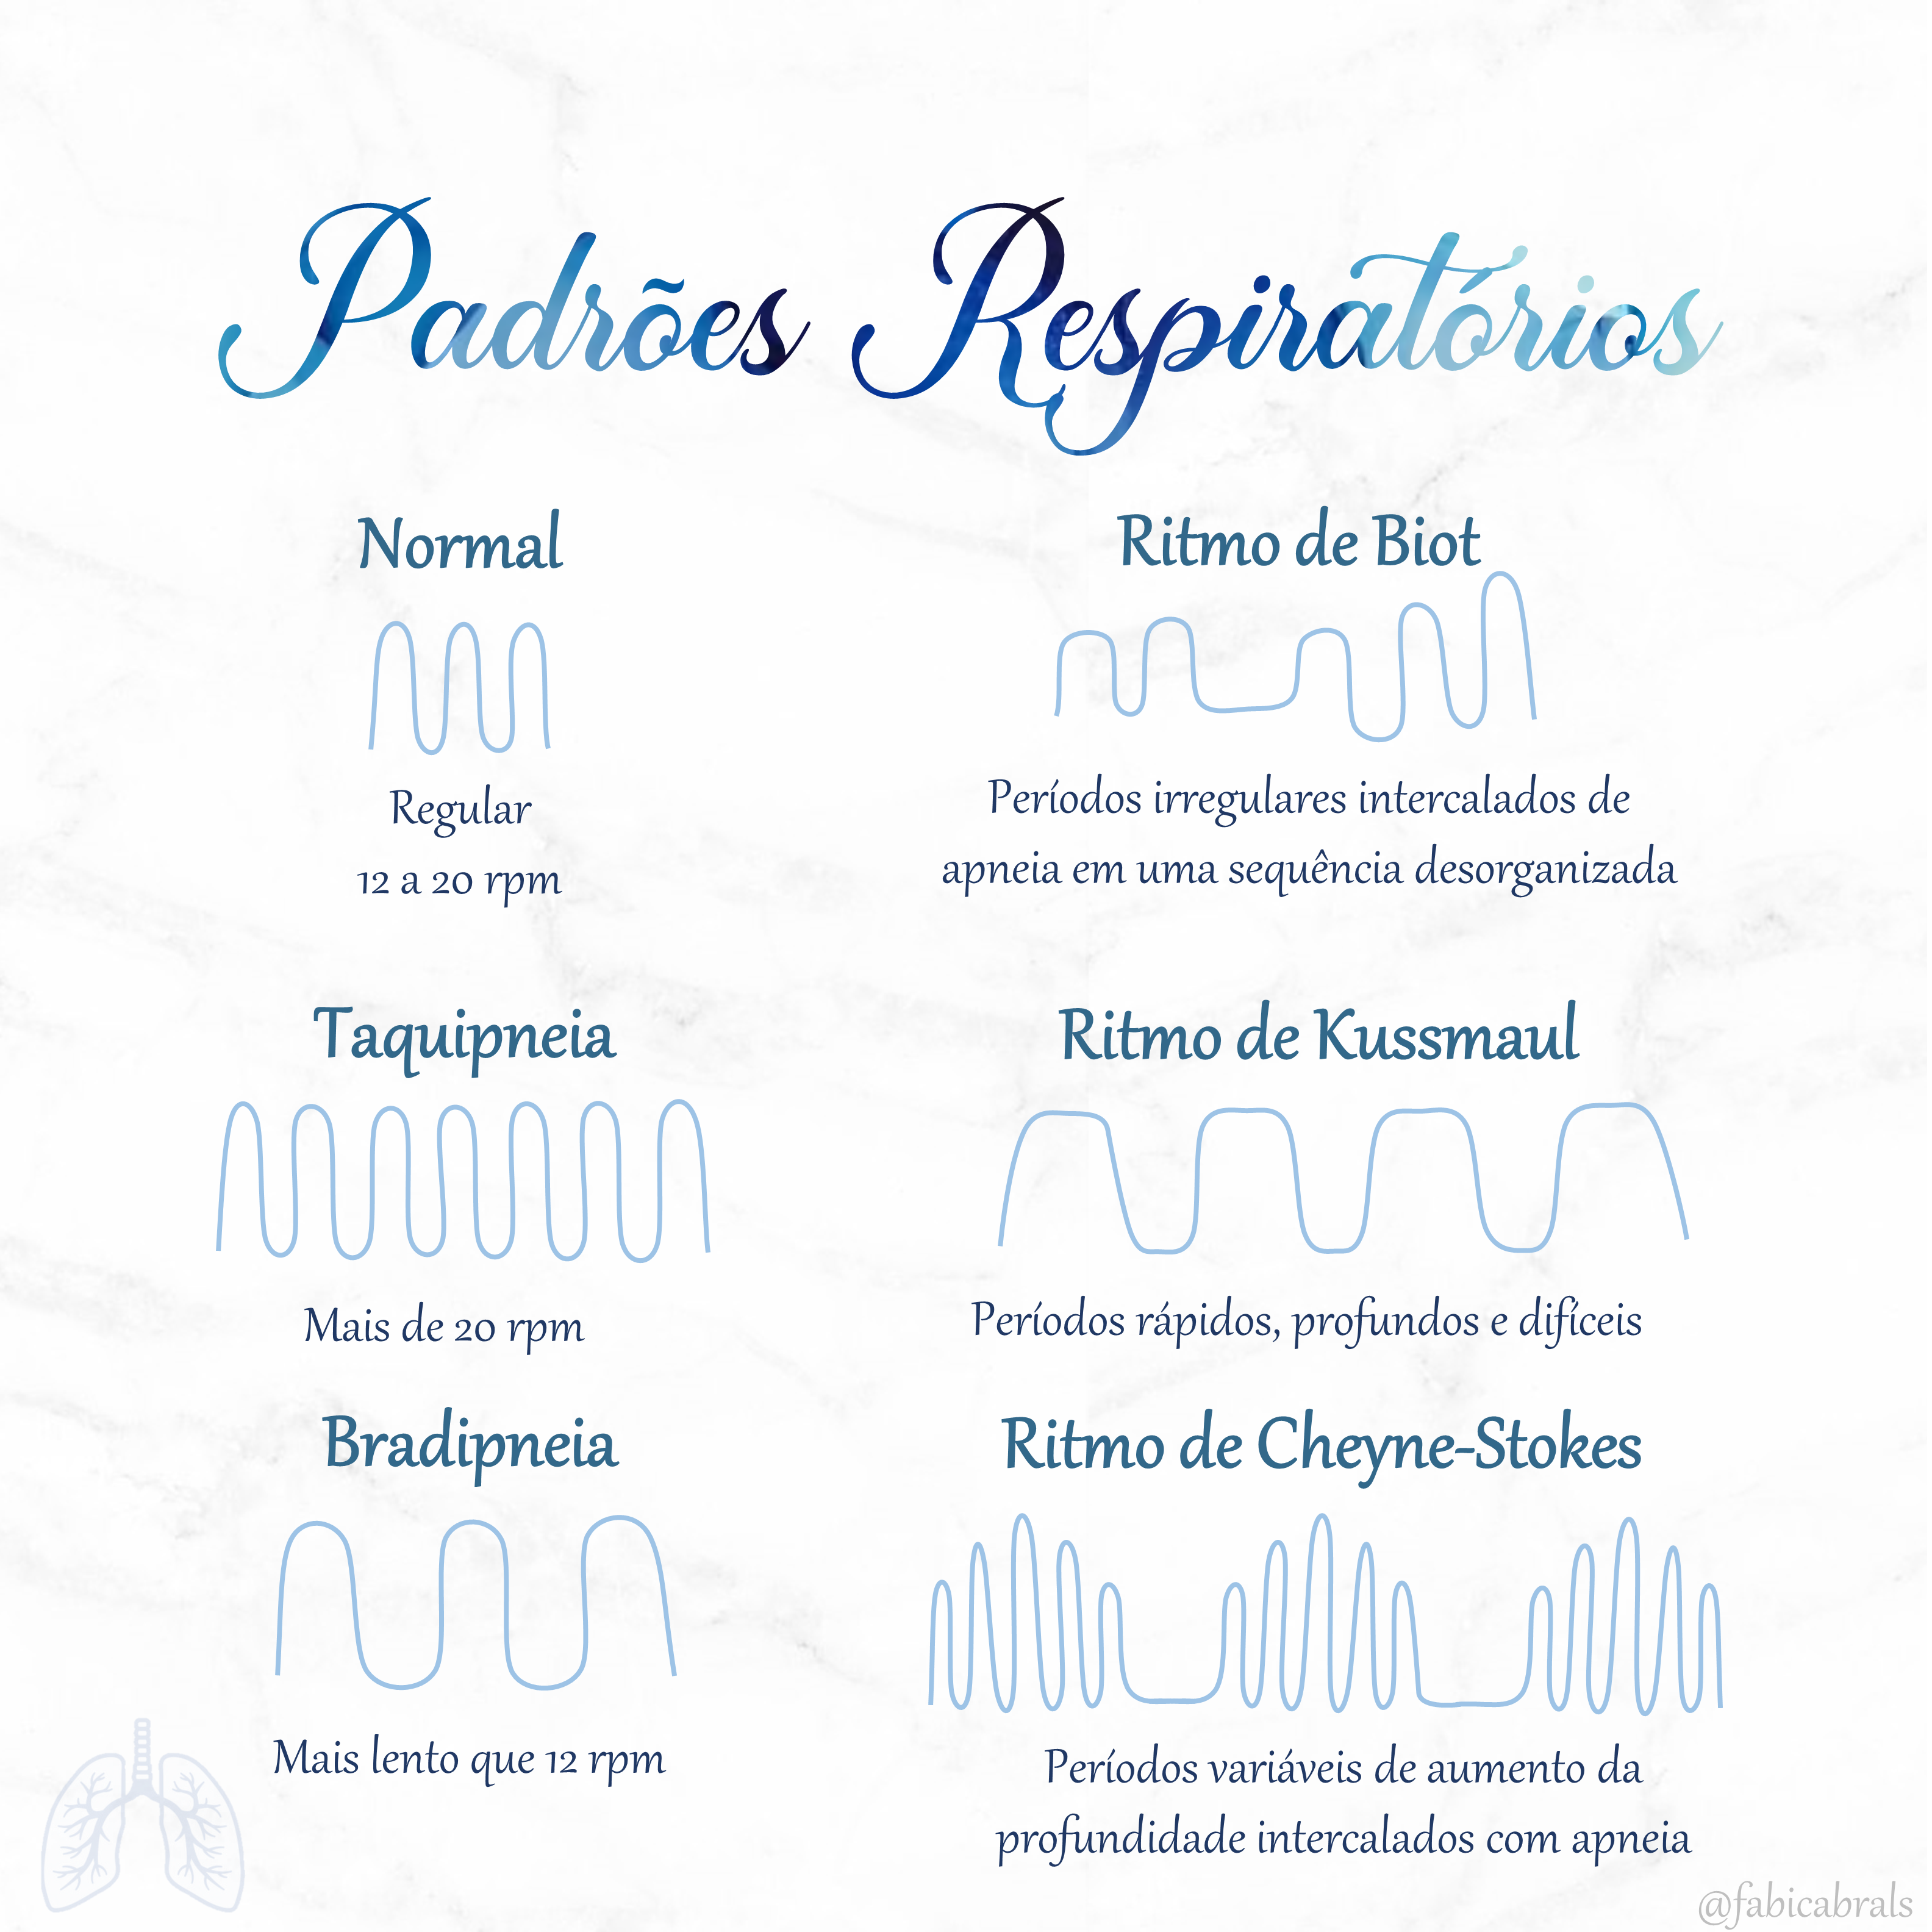 Padrões Respiratórios
Normal
Regular
12 a 20 rpm
Ritmo de Biot
Períodos irregulares intercalados de
apneia em uma sequência desorganizada
Taquipneia
Mais de 20 rpm
Ritmo de Kussmaul
Períodos rápidos, profundos e difíceis
Bradipneia
Mais lento que 12 rpm
Ritmo de Cheyne-Stokes
Períodos variáveis de aumento da
profundidade intercalados com apneia
@fabicabrals